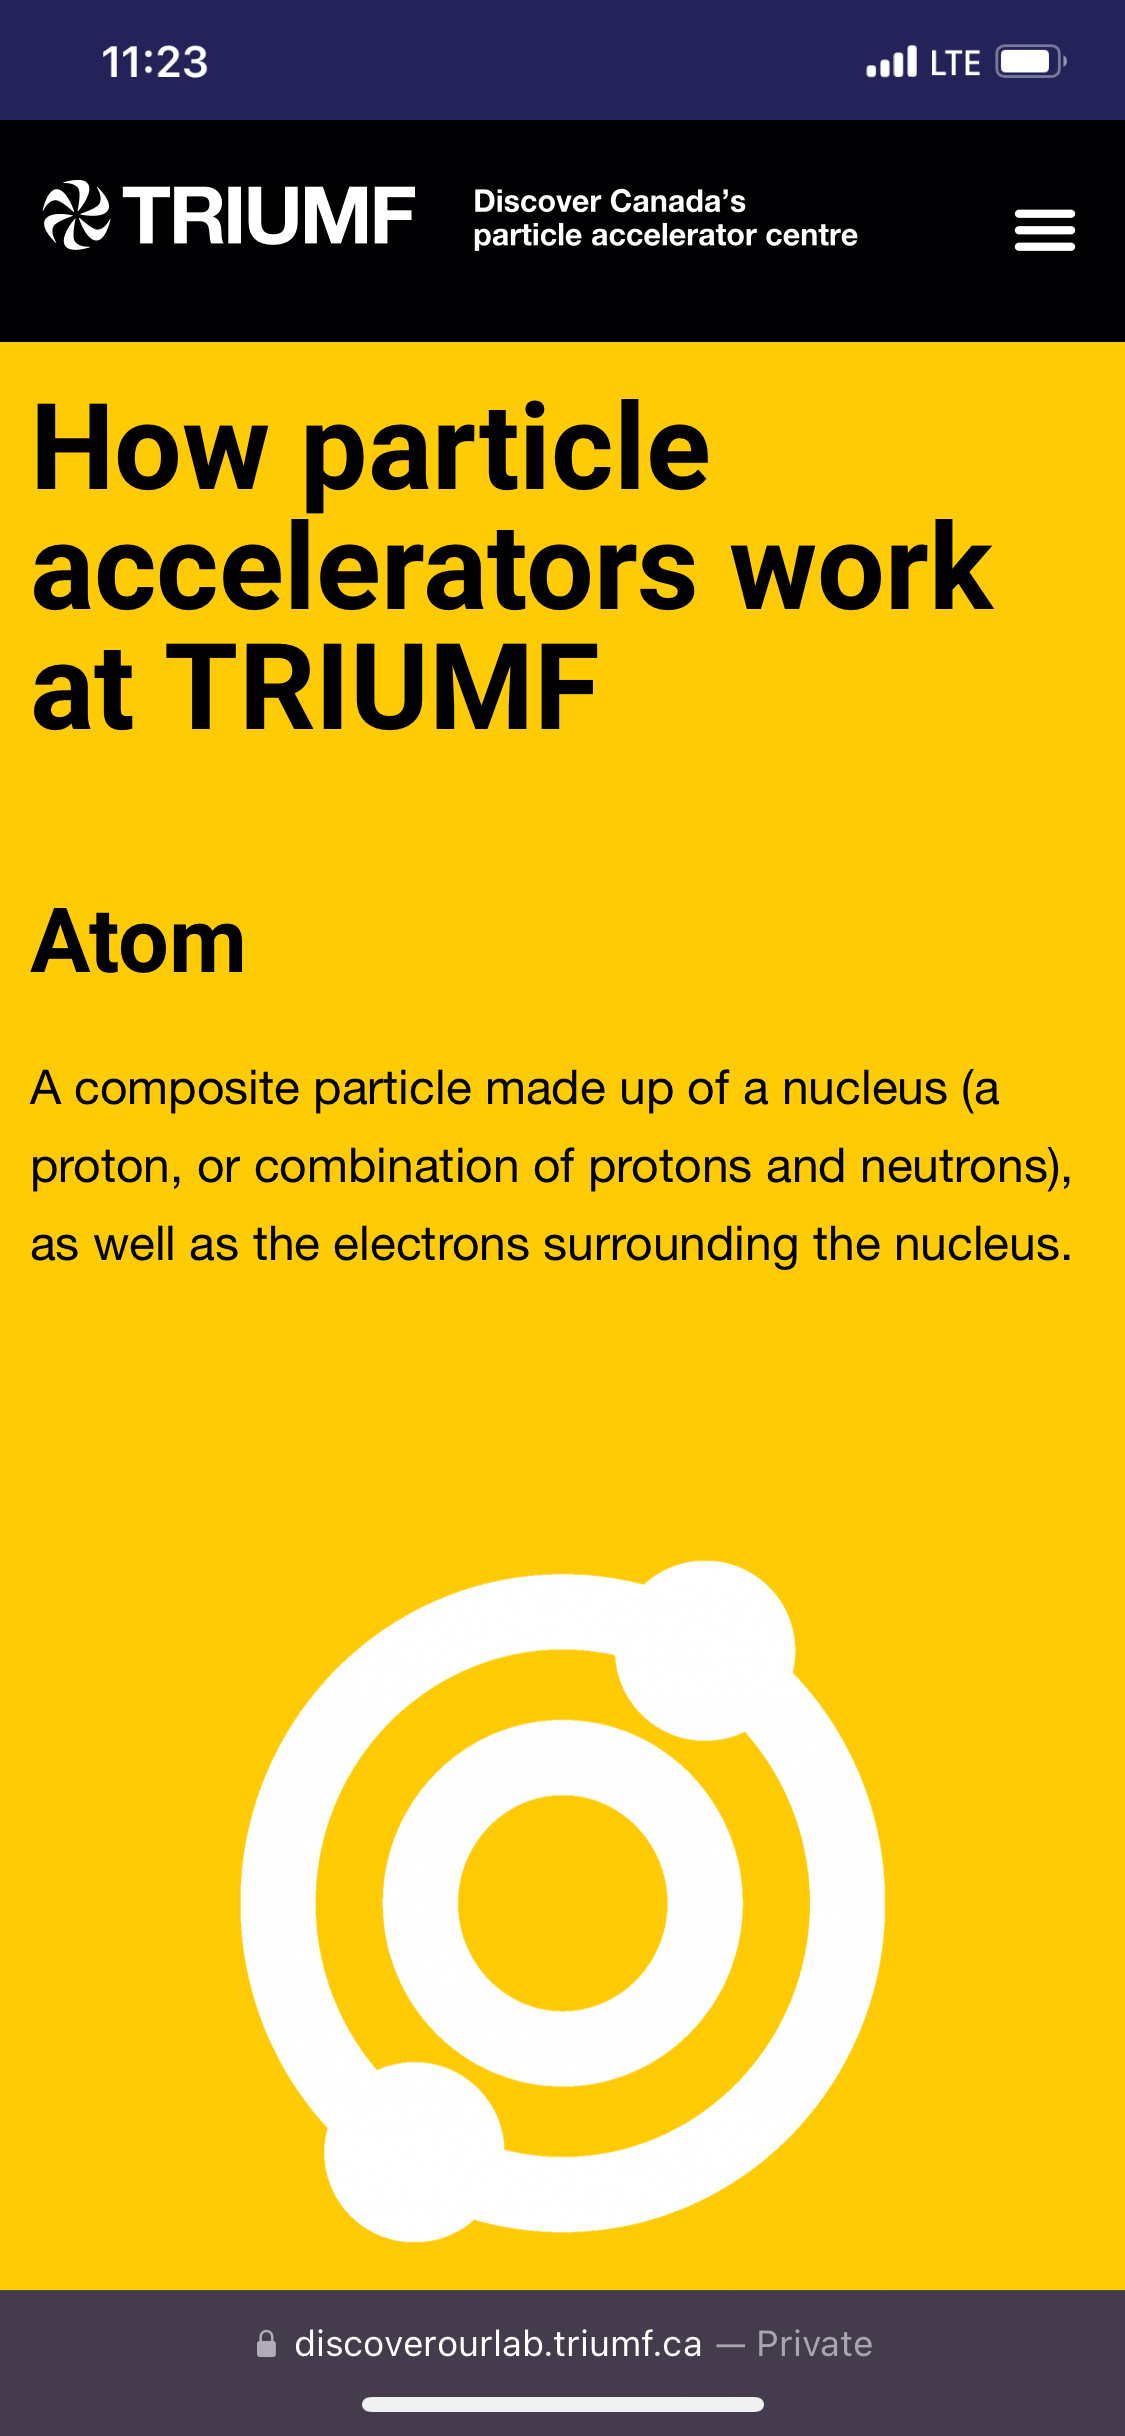 11:23
LTE
TRIUMF
Discover Canada’s
particle accelerator centre
How particle
accelerators work
at TRIUMF
Atom
A composite particle made up of a nucleus (a
proton, or combination of protons and neutrons),
as well as the electrons surrounding the nucleus.
discoverourlab.triumf.ca — Private